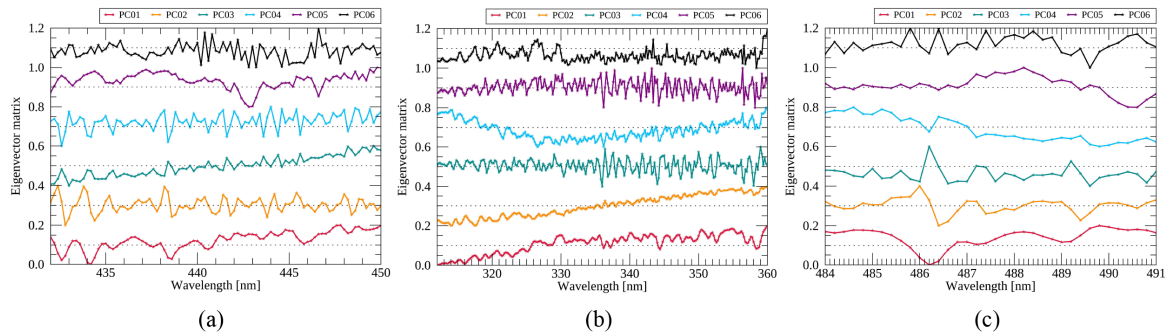 PC01 PC02 PC03 PC04 PC05 PC06
1.2
1.0
0.8
0.6
0.4
0.2
0.0
Eigenvector matrix
435 440 445 450
Wavelength [nm]
(a)
PC01 PC02 PC03 PC04 PC05 PC06
1.2
1.0
0.8
0.6
0.4
0.2
0.0
Eigenvector matrix
320 330 340 350 360
Wavelength [nm]
(b)
PC01 PC02 PC03 PC04 PC05 PC06
1.2
1.0
0.8
0.6
0.4
0.2
0.0
Eigenvector matrix
484 485 486 487 488 489 490 491
Wavelength [nm]
(c)